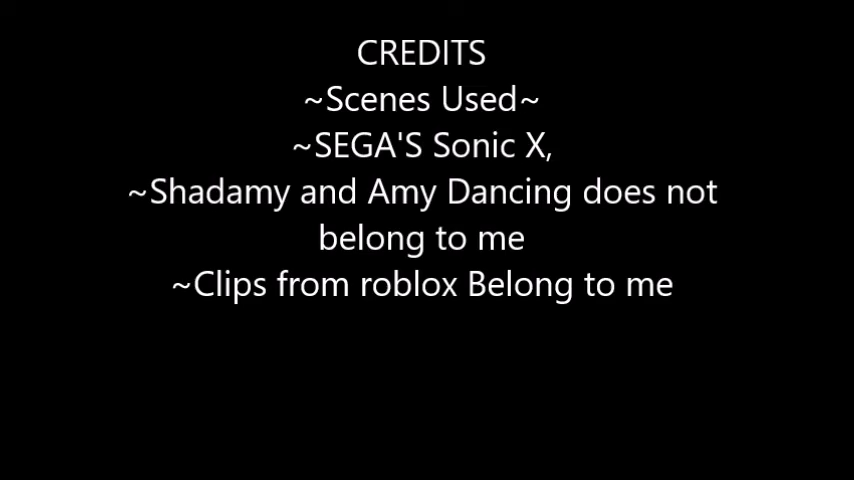 CREDITS
~Scenes Used~
~SEGA'S Sonic X,
~Shadamy and Amy Dancing does not
belong to me
~Clips from roblox Belong to me